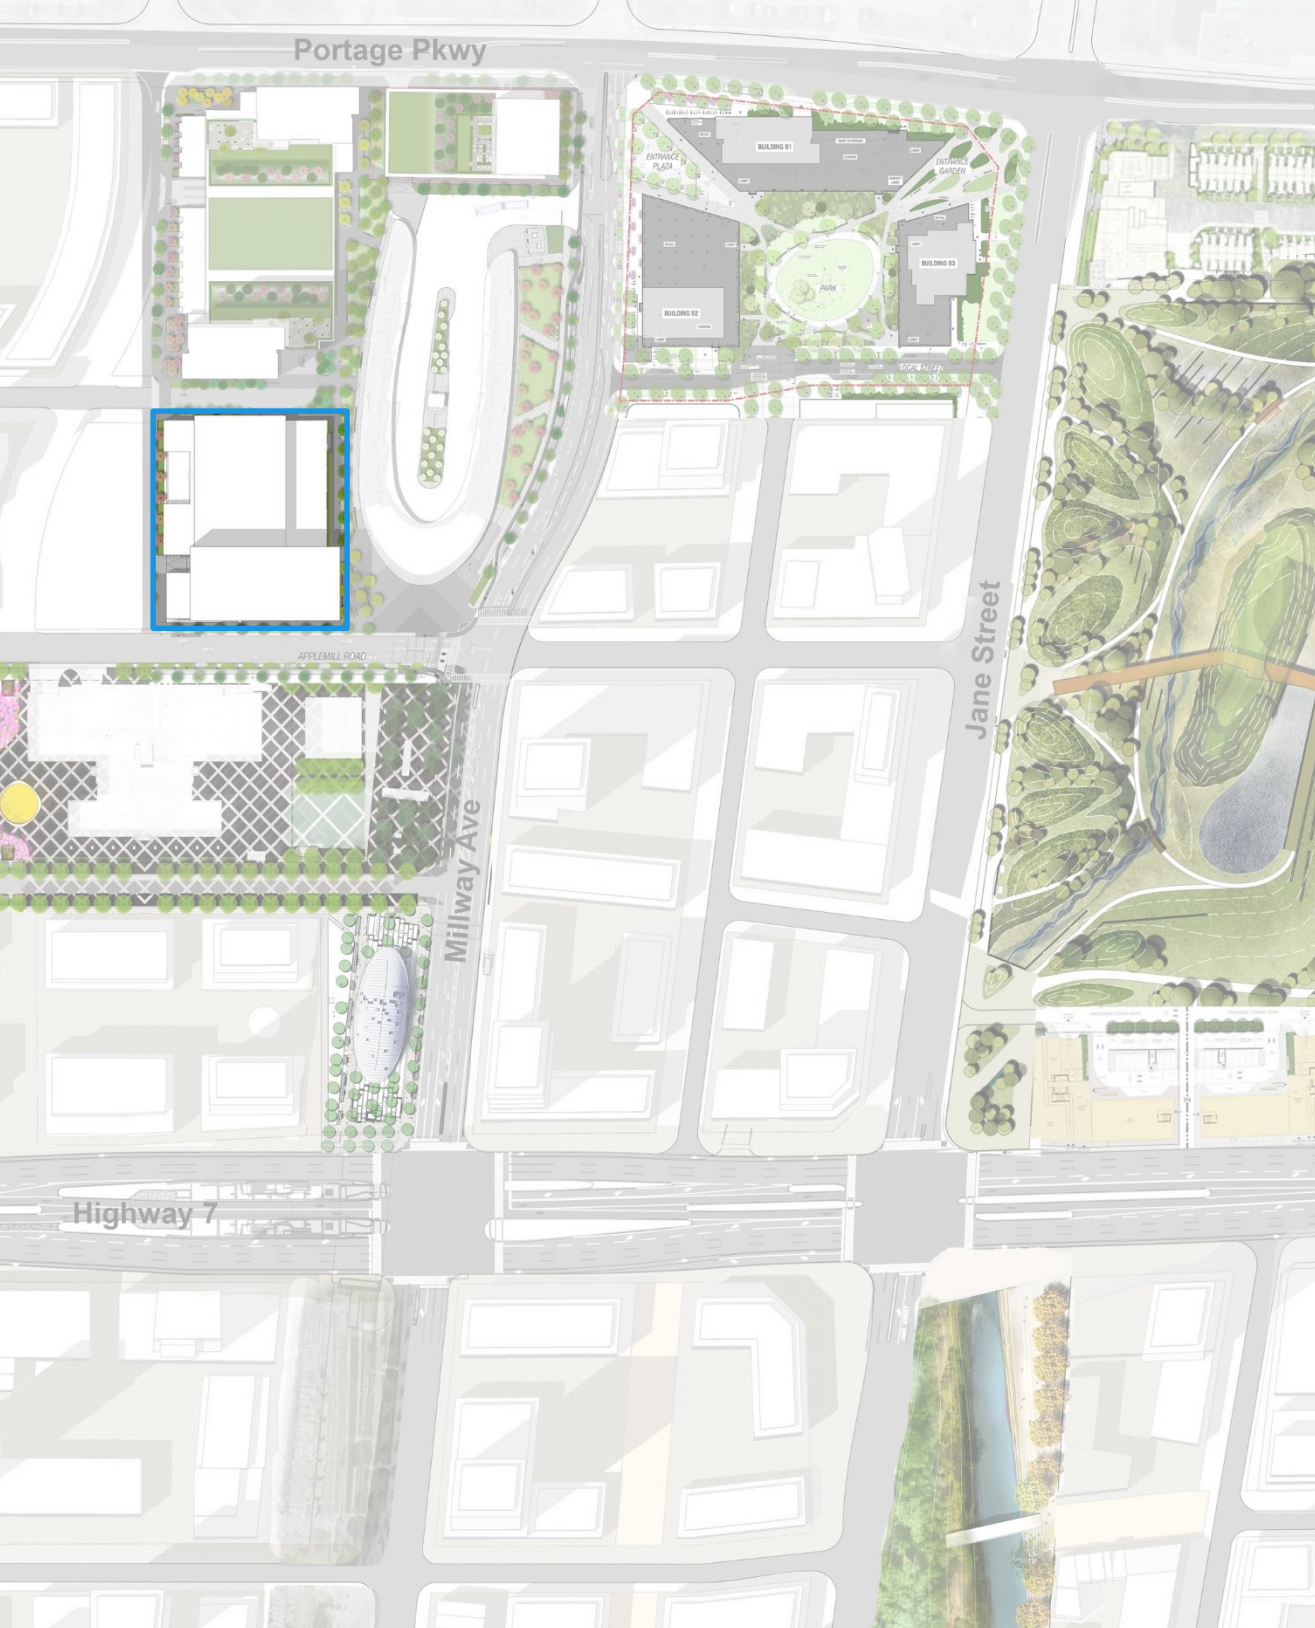 Portage Pkwy
BUILDING B1
ENTRANCE
PLAZA
ENTRANCE
GARDEN
BUILDING B3
PARK
BUILDING B2
LOCAL STREET
APPLEMILL ROAD
Jane Street
Millway Ave
Highway 7